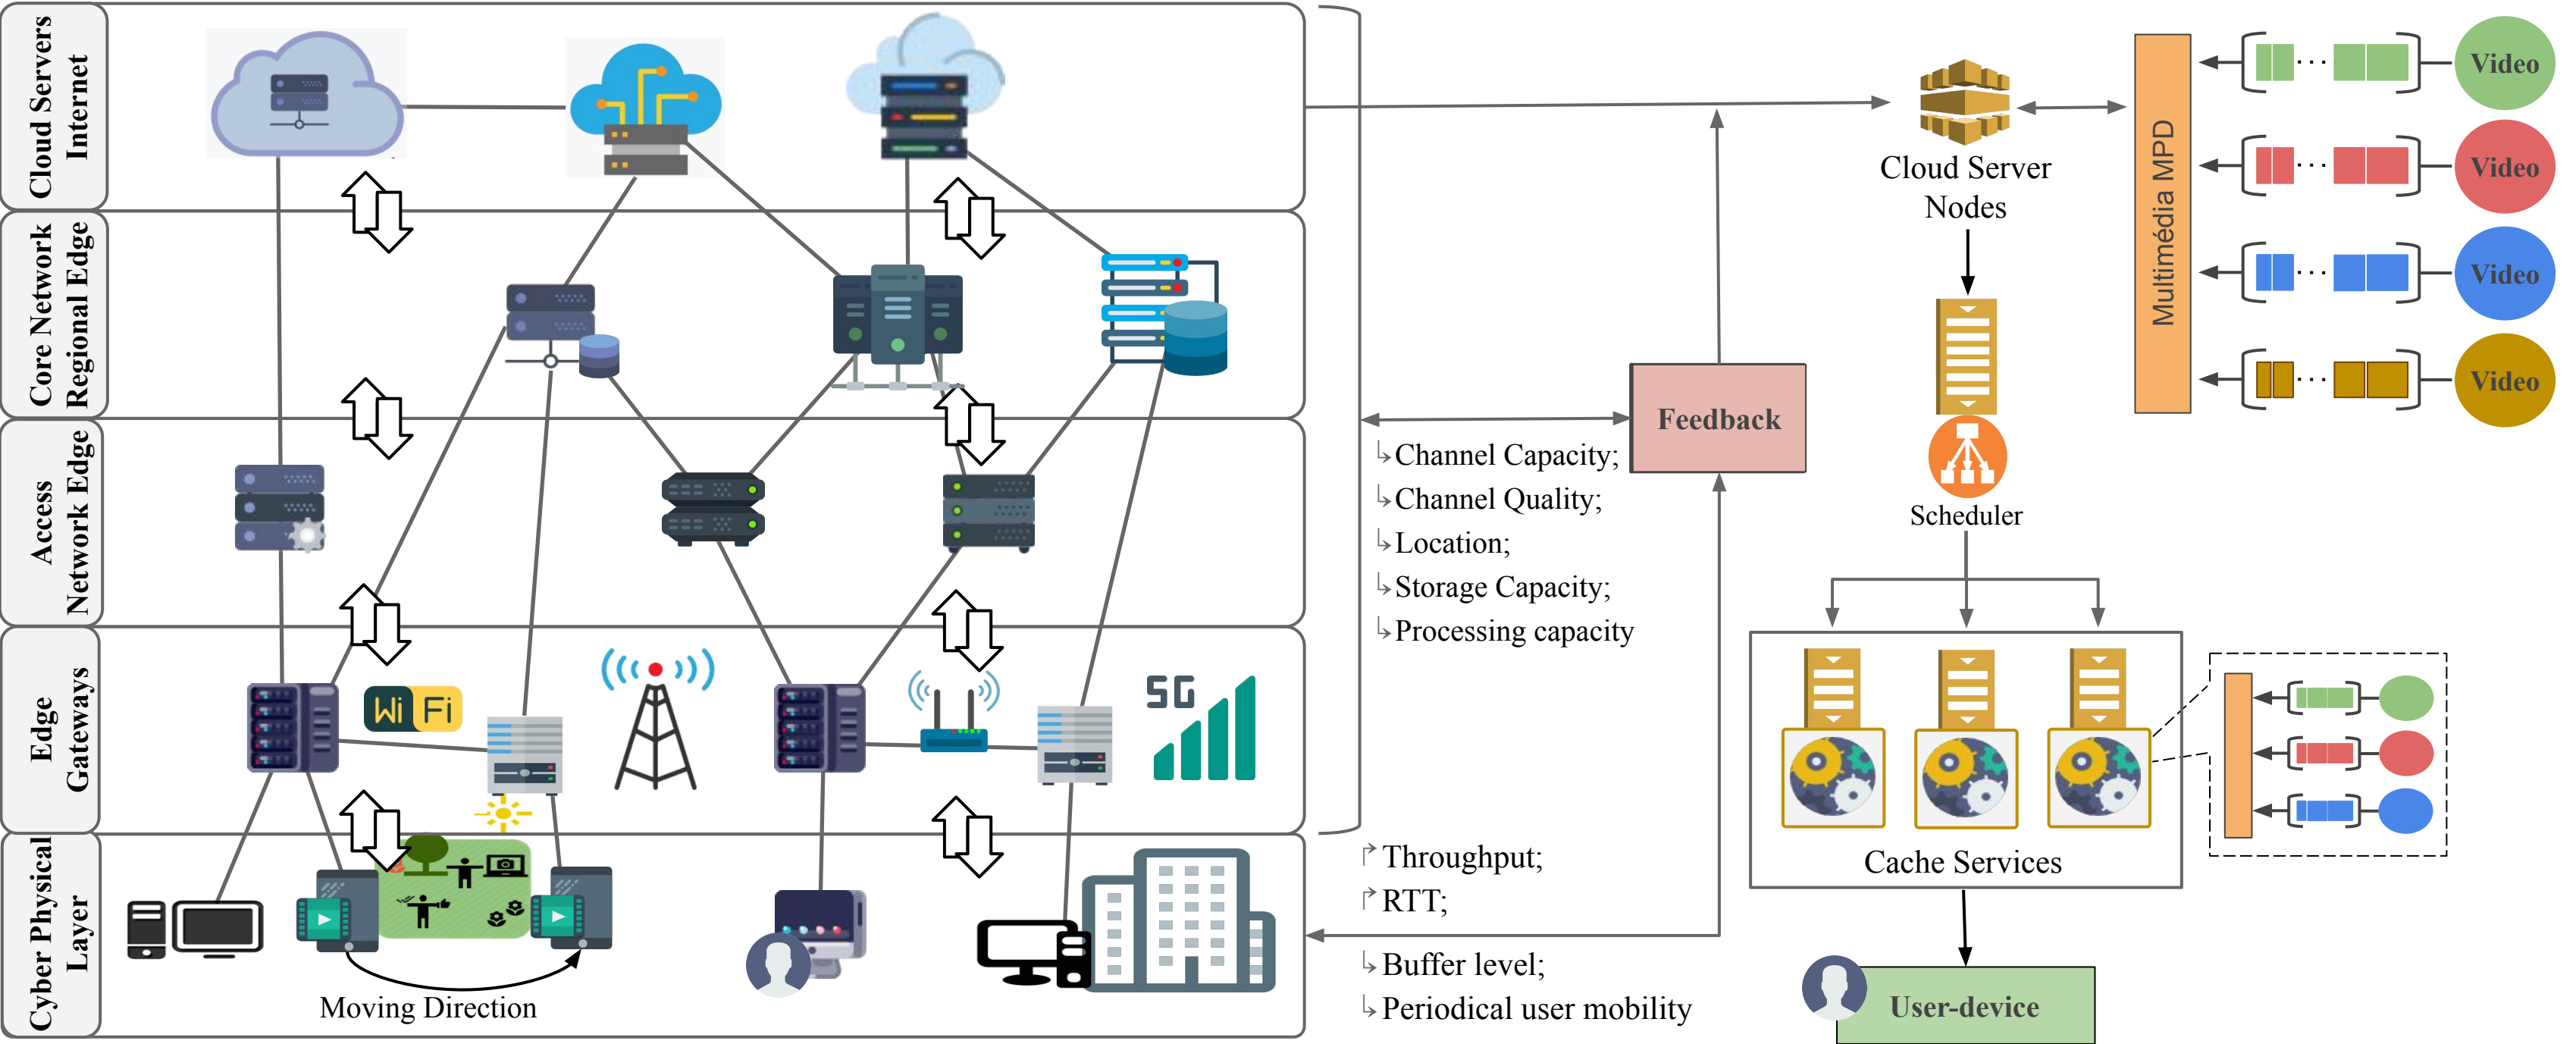 Cloud Servers
Internet
Core Network
Regional Edge
Access
Network Edge
Edge
Gateways
Cyber Physical
Layer
Wi Fi
5G
Moving Direction
Channel Capacity;
Channel Quality;
Location;
Storage Capacity;
Processing capacity
Throughput;
RTT;
Buffer level;
Periodical user mobility
Feedback
Cloud Server
Nodes
Scheduler
Cache Services
User-device
Multimédia MPD
...
Video
...
Video
...
Video
...
Video